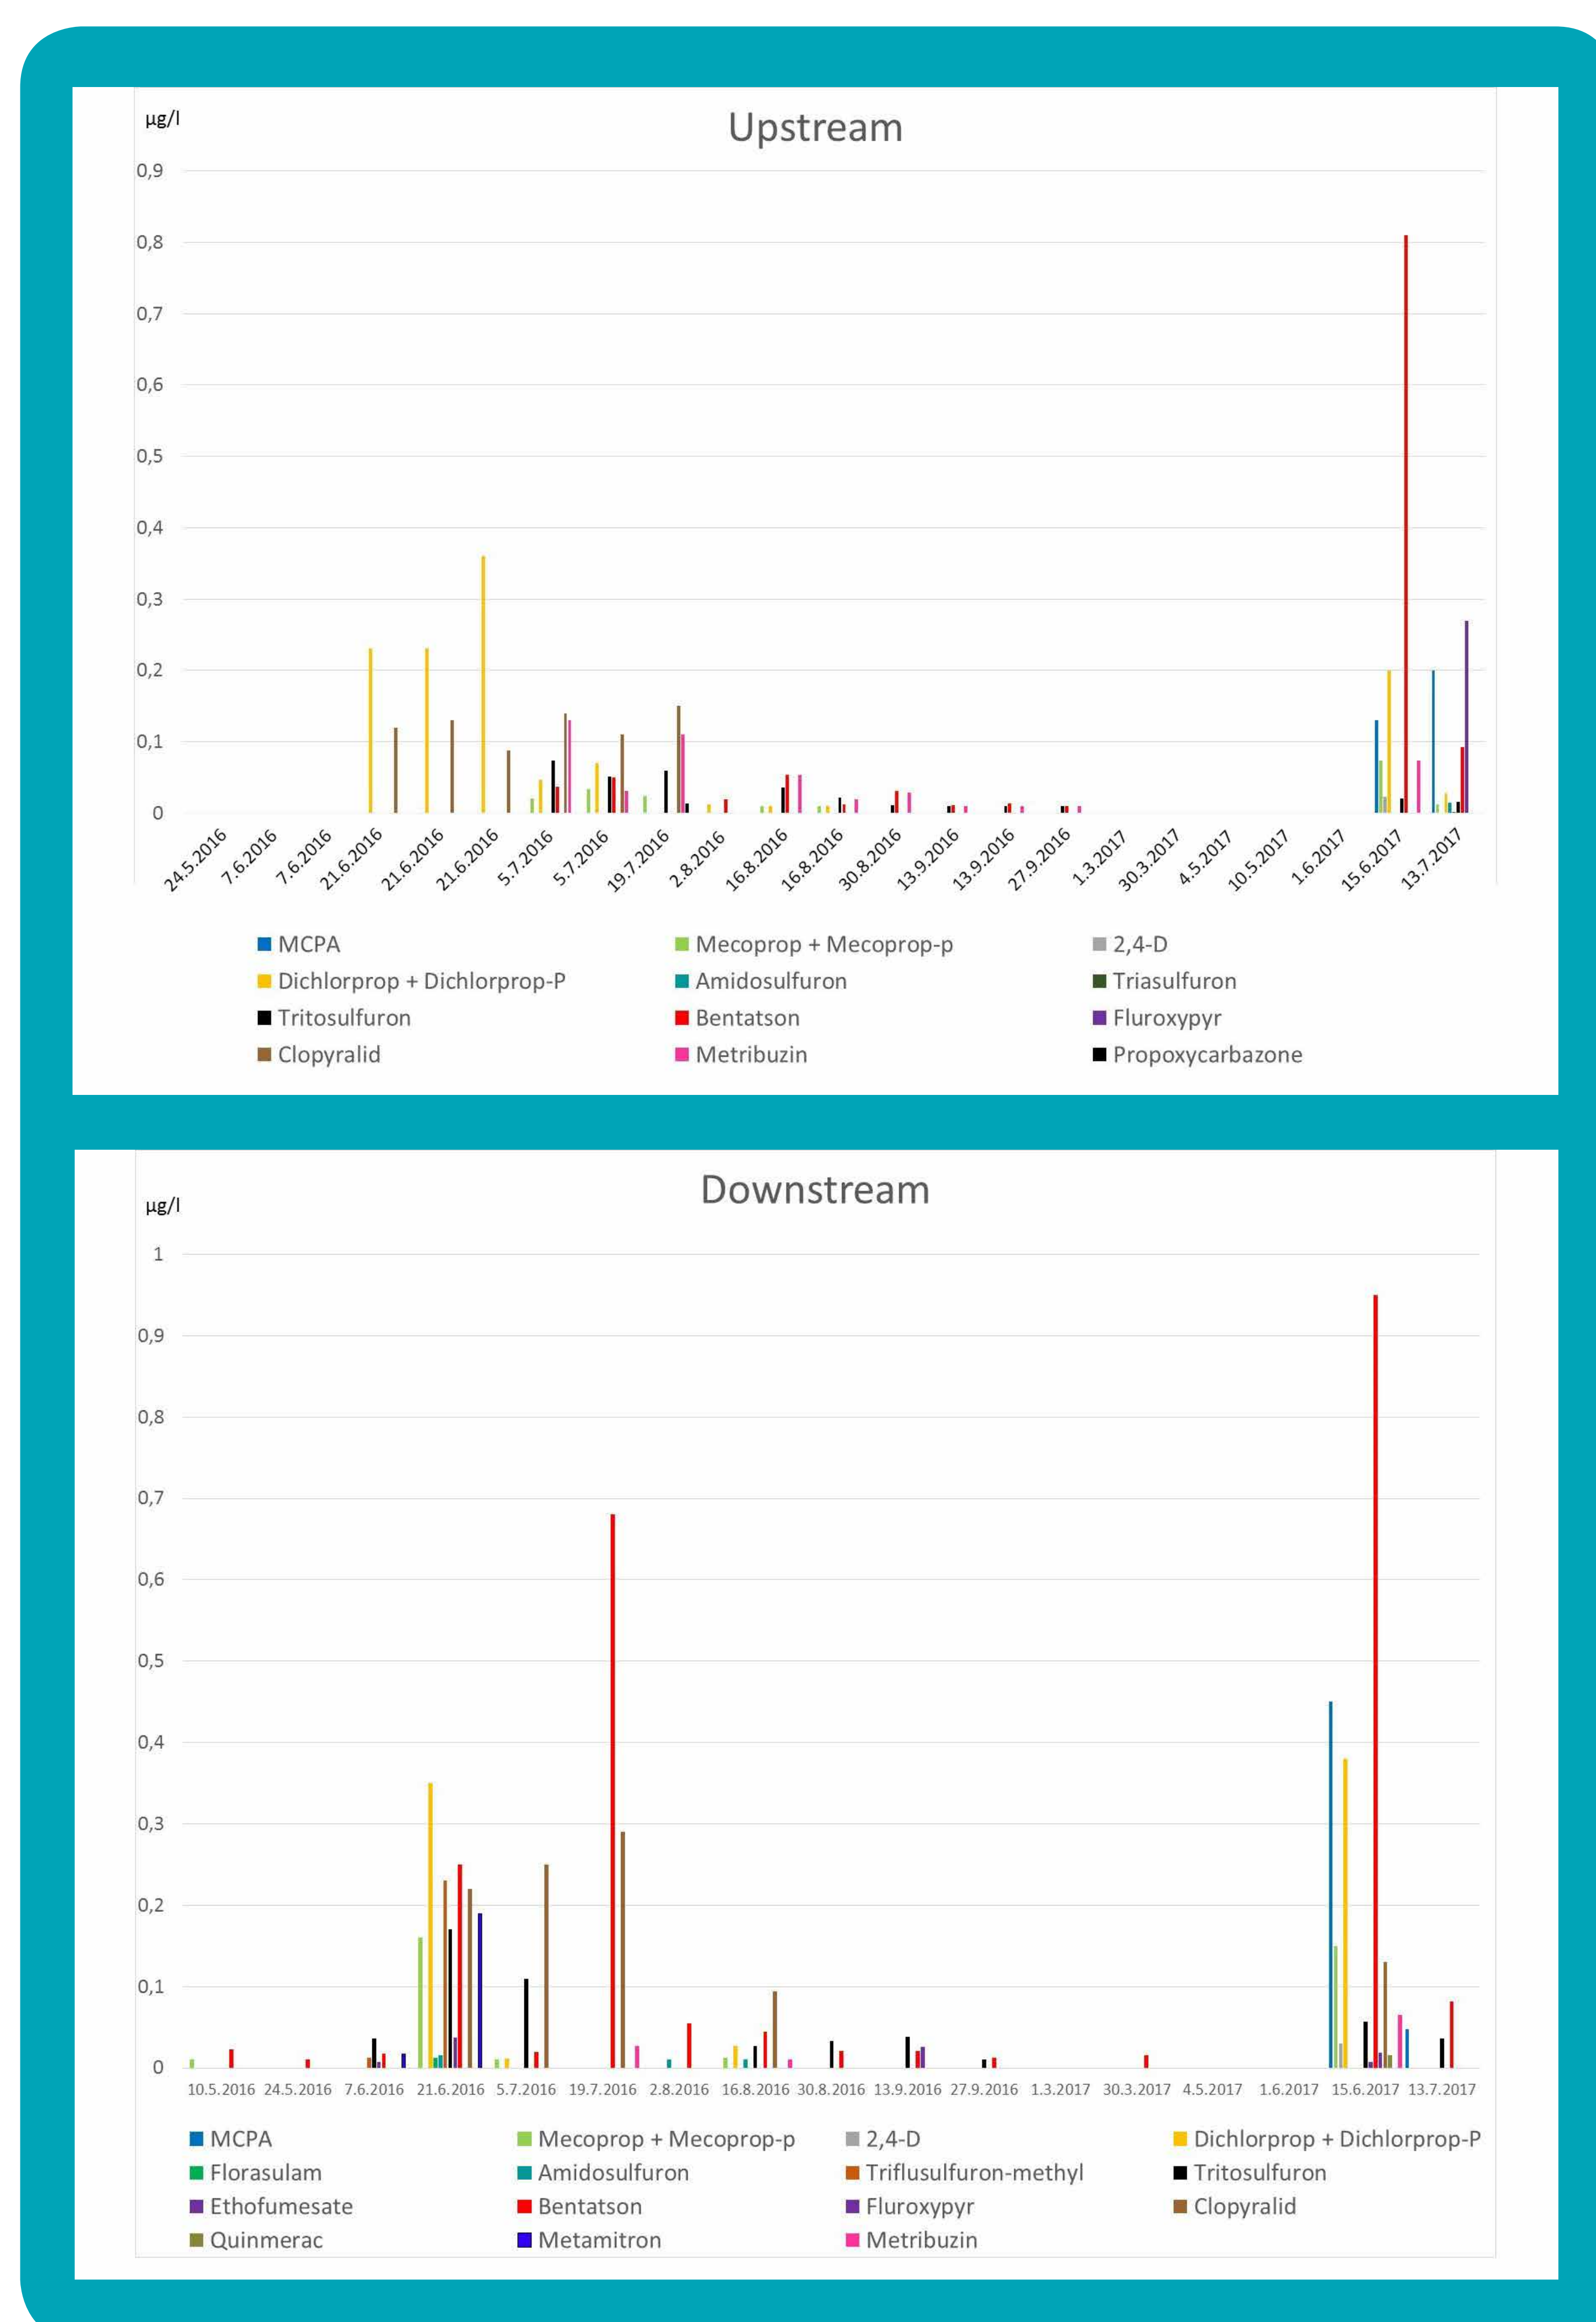 Upstream
µg/l
0,9
0,8
0,7
0,6
0,5
0,4
0,3
0,2
0,1
0
24.5.2016 7.6.2016 7.6.2016 21.6.2016 21.6.2016 21.6.2016 5.7.2016 5.7.2016 19.7.2016 2.8.2016 16.8.2016 16.8.2016 30.8.2016 13.9.2016 13.9.2016 27.9.2016 1.3.2017 30.3.2017 4.5.2017 10.5.2017 1.6.2017 15.6.2017 13.7.2017
MCPA Mecoprop + Mecoprop-p 2,4-D
Dichlorprop + Dichlorprop-P Amidosulfuron Triasulfuron
Tritosulfuron Bentatson Fluroxypyr
Clopyralid Metribuzin Propoxycarbazone
Downstream
µg/l
1
0,9
0,8
0,7
0,6
0,5
0,4
0,3
0,2
0,1
0
10.5.2016 24.5.2016 7.6.2016 21.6.2016 5.7.2016 19.7.2016 2.8.2016 16.8.2016 30.8.2016 13.9.2016 27.9.2016 1.3.2017 30.3.2017 4.5.2017 1.6.2017 15.6.2017 13.7.2017
MCPA Mecoprop + Mecoprop-p 2,4-D Dichlorprop + Dichlorprop-P
Florasulam Amidosulfuron Triflusulfuron-methyl Tritosulfuron
Ethofumesate Bentatson Fluroxypyr Clopyralid
Quinmerac Metamitron Metribuzin